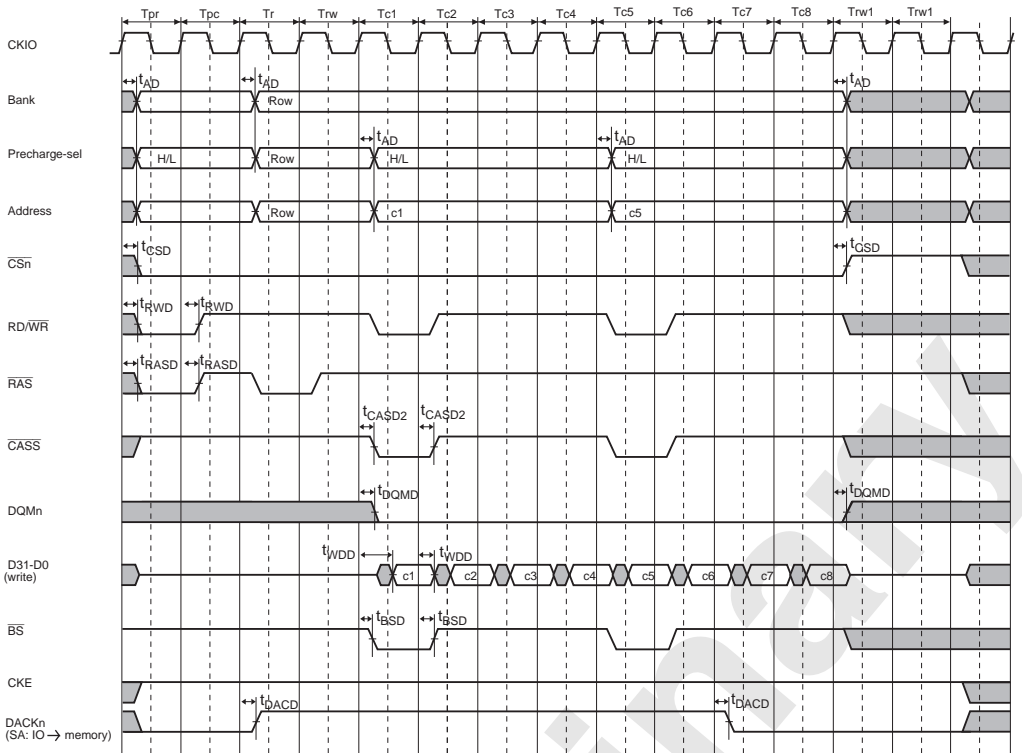 Tpr Tpc Tr Trw Tc1 Tc2 Tc3 Tc4 Tc5 Tc6 Tc7 Tc8 Trw1 Trw1
CKIO
tAD tAD tAD
Bank Row
tAD tAD
Precharge-sel H/L Row H/L H/L
Address Row c1 c5
tCSD tCSD
CSn
tRWD tRWD
RD/WR
tRASD tRASD
RAS
tCASD2 tCASD2
CASS
tDQMD tDQMD
DQMn
tWDD tWDD
D31-D0 c1 c2 c3 c4 c5 c6 c7 c8
(write)
tBSD tBSD
BS
CKE
tDACD tDACD
DACKn
(SA: IO → memory)
inary